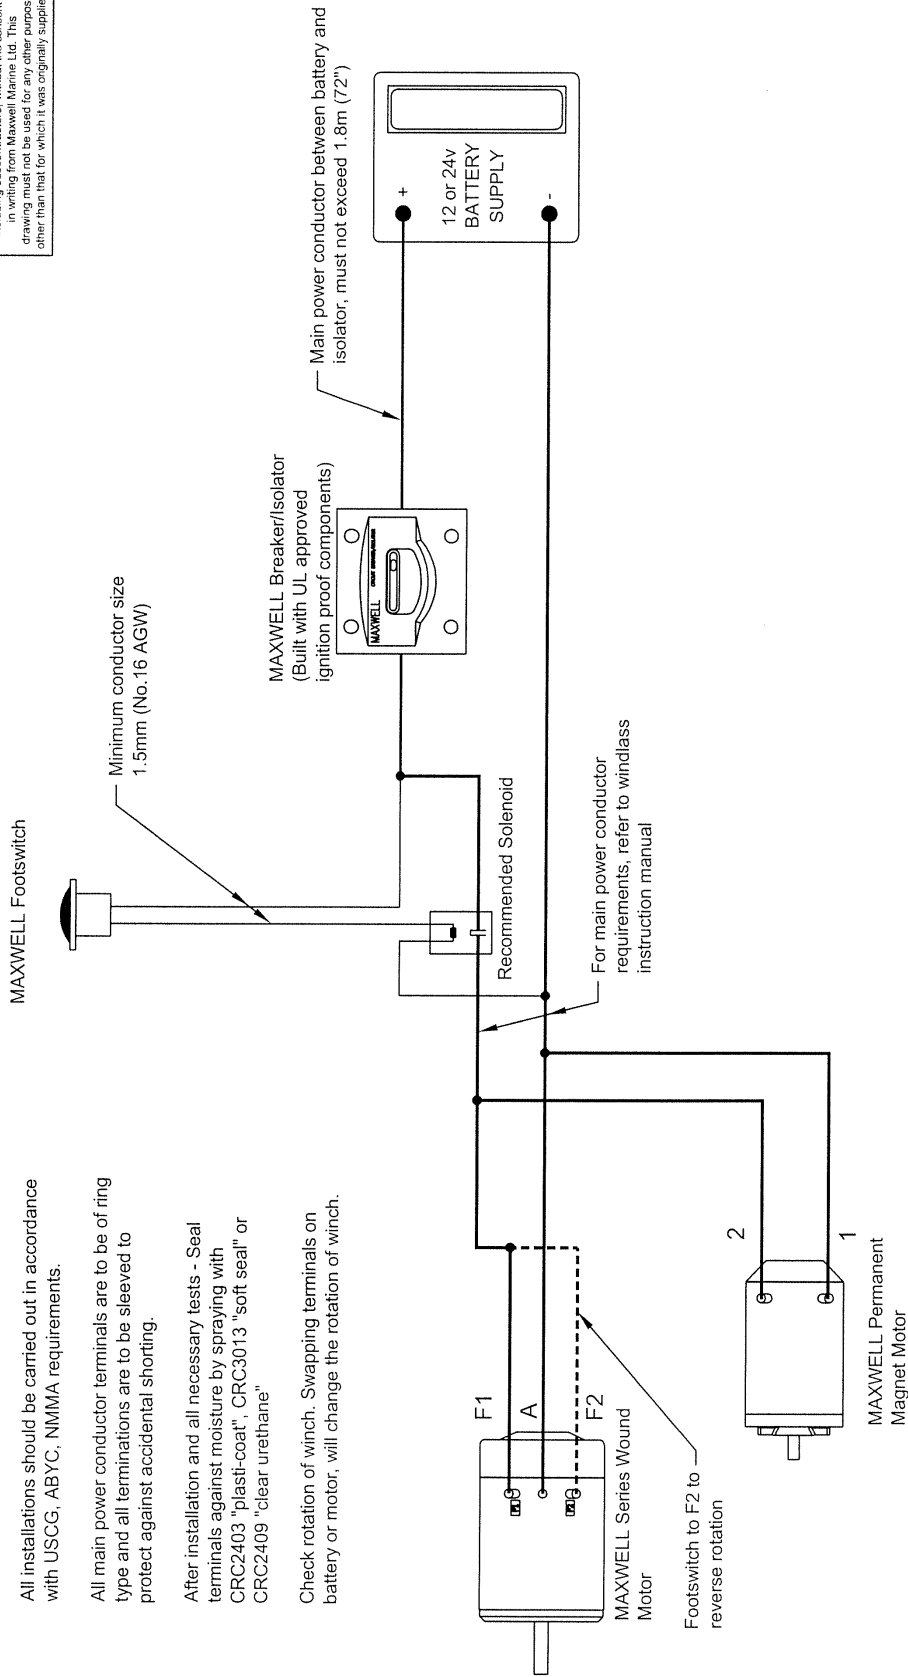 in writing from Maxwell Marine Ltd. This
drawing must not be used for any other purpos
other than that for which it was originally supplie
All installations should be carried out in accordance
with USCG, ABYC, NMMA requirements.
All main power conductor terminals are to be of ring
type and all terminations are to be sleeved to
protect against accidental shorting.
After installation and all necessary tests - Seal
terminals against moisture by spraying with
CRC2403 "plasti-coat", CRC3013 "soft seal" or
CRC2409 "clear urethane"
Check rotation of winch. Swapping terminals on
battery or motor, will change the rotation of winch.
MAXWELL Footswitch
Minimum conductor size
1.5mm (No.16 AGW)
MAXWELL Breaker/Isolator
(Built with UL approved
ignition proof components)
MAXWELL
Main power conductor between battery and
isolator, must not exceed 1.8m (72")
+
12 or 24v
BATTERY
SUPPLY
-
Recommended Solenoid
For main power conductor
requirements, refer to windlass
instruction manual
F1
A
F2
F1
F2
MAXWELL Series Wound
Motor
Footswitch to F2 to
reverse rotation
2
1
MAXWELL Permanent
Magnet Motor